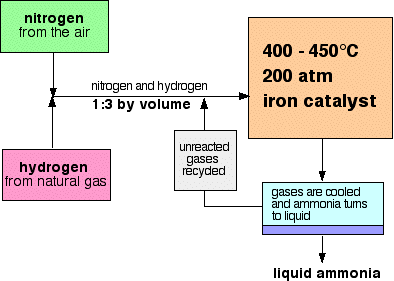 nitrogen
from the air
nitrogen and hydrogen
1:3 by volume
400 - 450°C
200 atm
iron catalyst
hydrogen
from natural gas
unreacted
gases
recycled
gases are cooled
and ammonia turns
to liquid
liquid ammonia